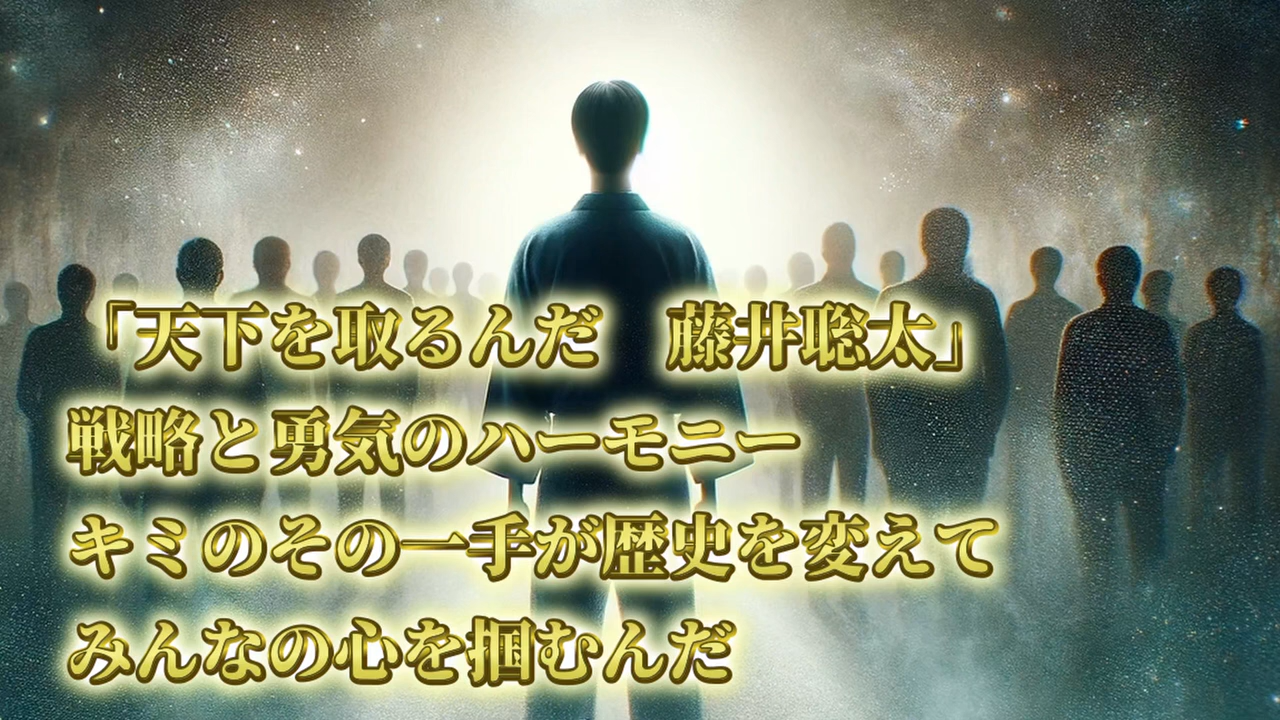 「天下を取るんだ　藤井聡太」
戦略と勇気のハーモニー
キミのその一手が歴史を変えて
みんなの心を掴むんだ